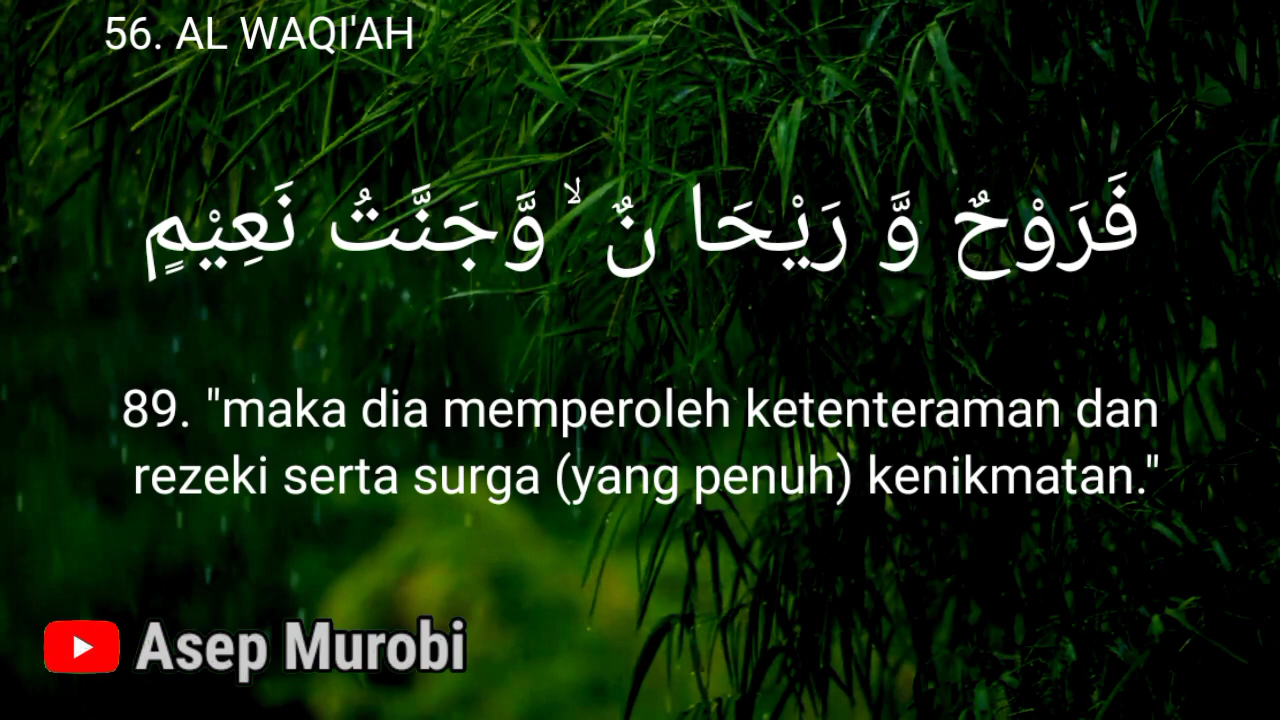 56. AL WAQI'AH
فَرَوْحٌ وَّ رَيْحَا نٌ ۙ وَّجَنَّتُ نَعِيْمٍ
89. "maka dia memperoleh ketenteraman dan
rezeki serta surga (yang penuh) kenikmatan."
Asep Murobi